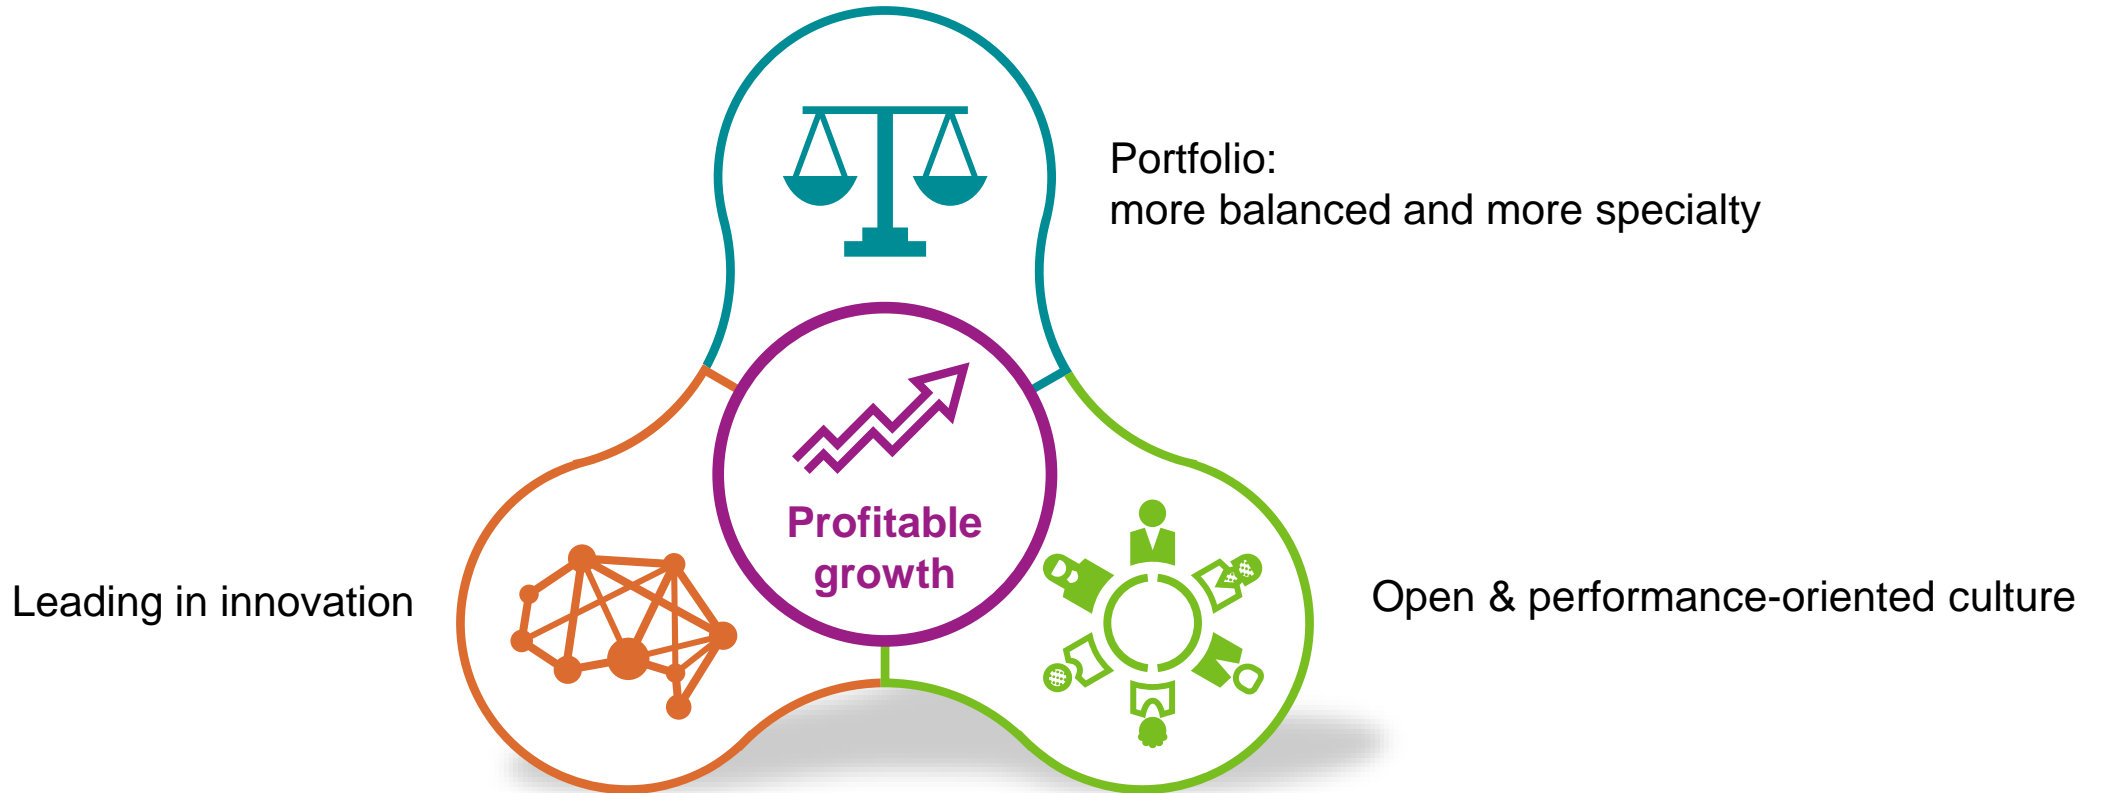 Portfolio:
more balanced and more specialty
Profitable
growth
Leading in innovation
Open & performance-oriented culture